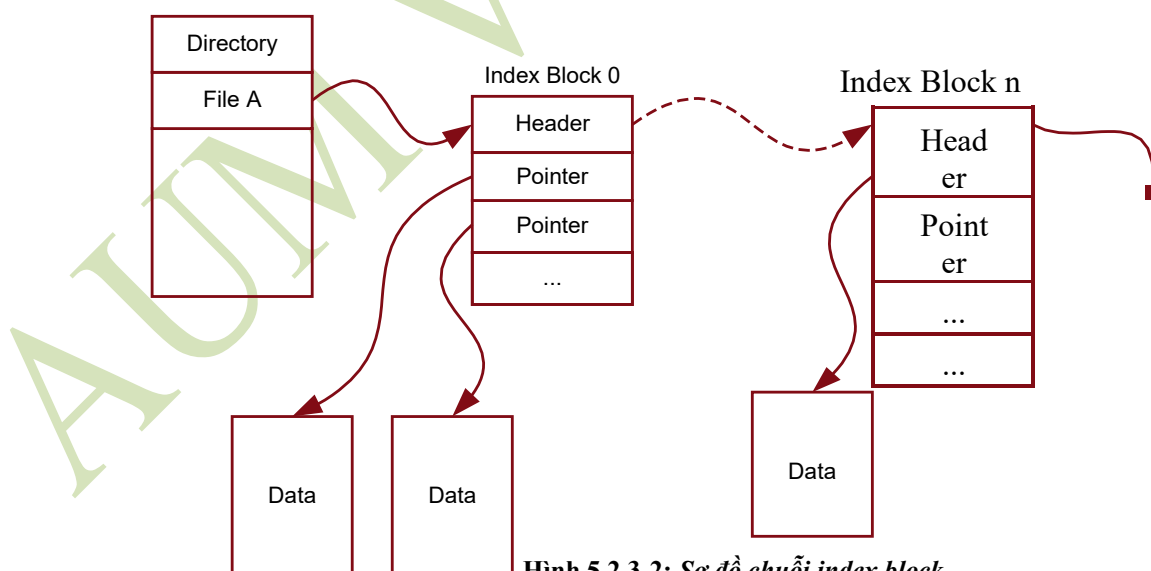 Directory
File A
Index Block 0
Header
Pointer
Pointer
...
Index Block n
Head
er
Point
er
...
...
Data
Data
Data
Hình 5.2.3-2: Sơ đồ chuỗi index block
AUM V